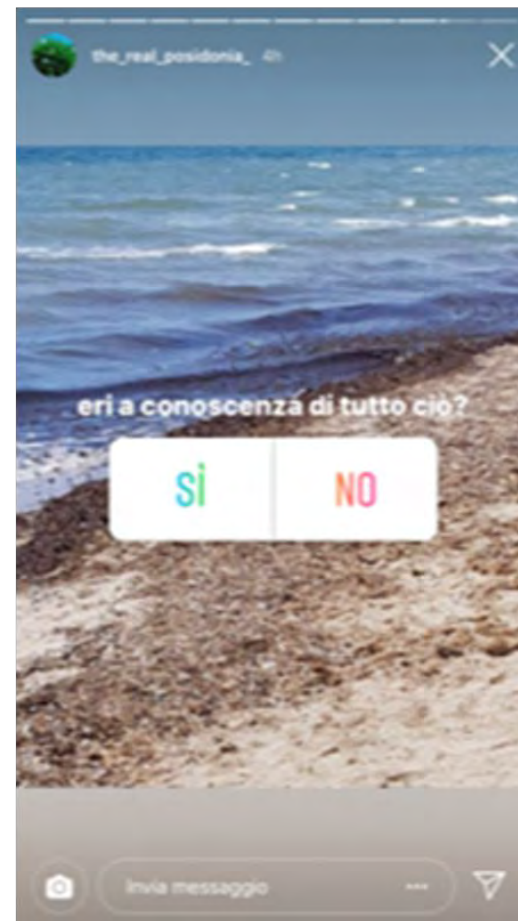 the_real_posidonia_ 4h
eri a conoscenza di tutto ciò?
SÌ NO
Invia messaggio